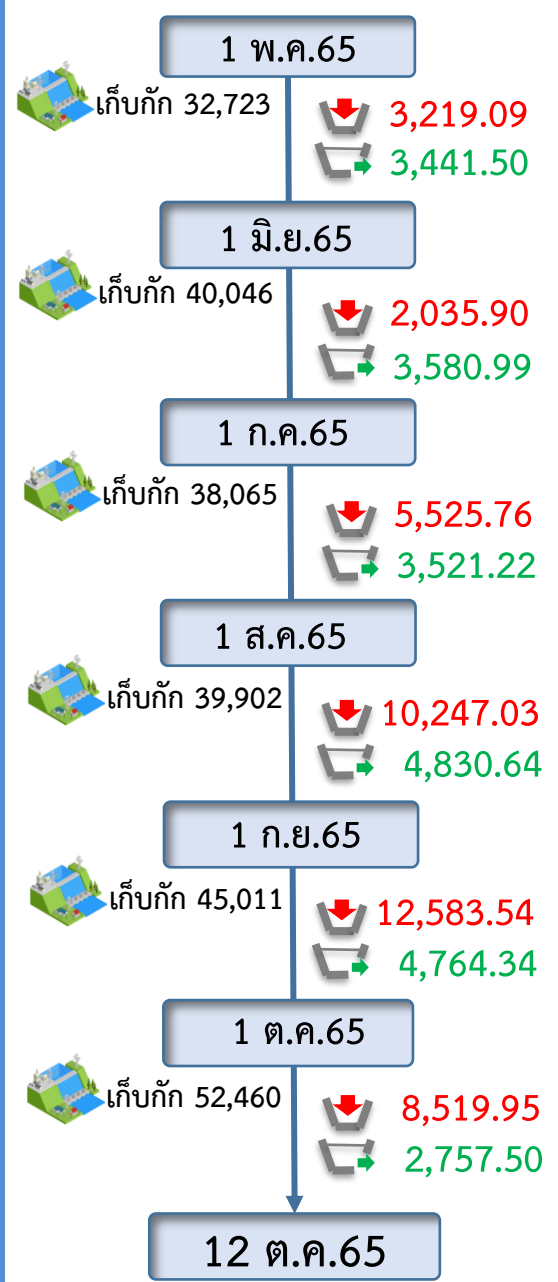 1 พ.ค.65
เก็บกัก 32,723
3,219.09
3,441.50
1 มิ.ย.65
เก็บกัก 40,046
2,035.90
3,580.99
1 ก.ค.65
เก็บกัก 38,065
5,525.76
3,521.22
1 ส.ค.65
เก็บกัก 39,902
10,247.03
4,830.64
1 ก.ย.65
เก็บกัก 45,011
12,583.54
4,764.34
1 ต.ค.65
เก็บกัก 52,460
8,519.95
2,757.50
12 ต.ค.65